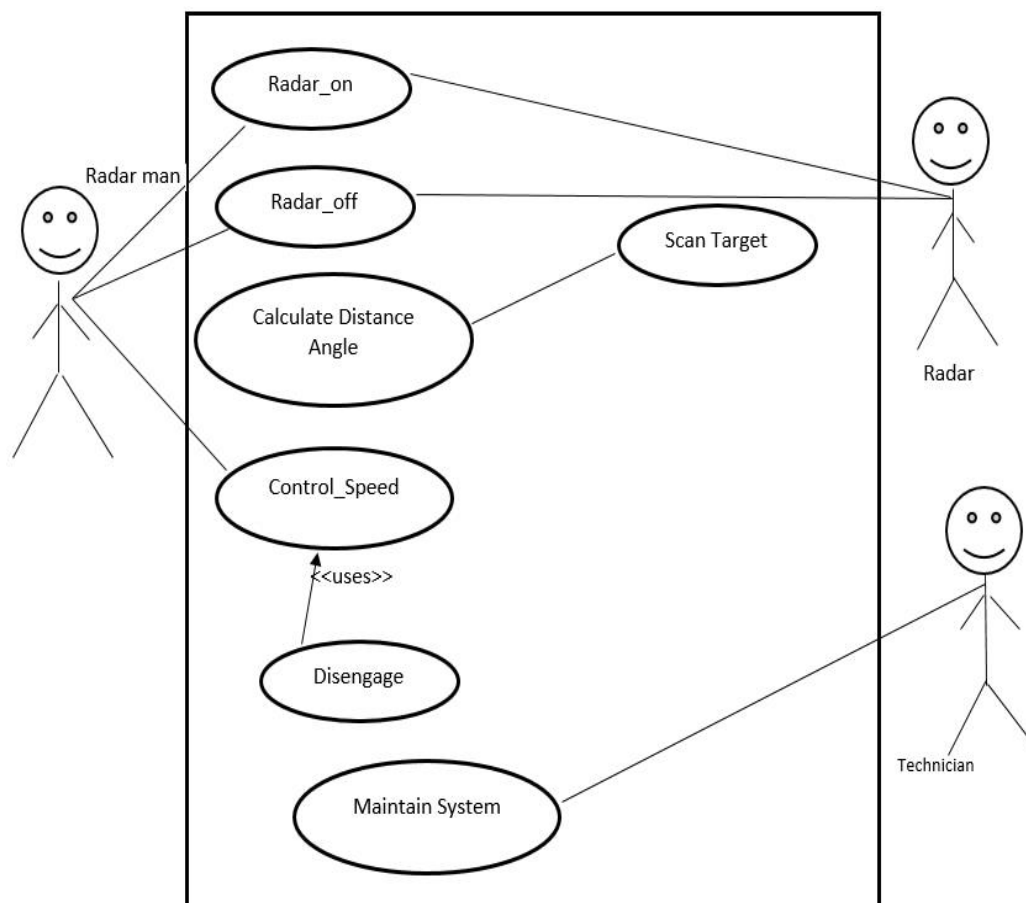 Radar_on
Radar man
Radar_off
Scan Target
Calculate Distance
Angle
Radar
Control_Speed
<<uses>>
Disengage
Technician
Maintain System